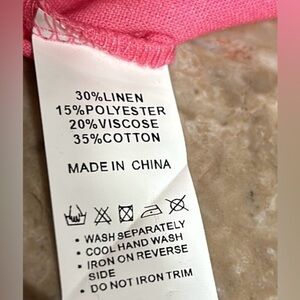 30%LINEN
15%POLYESTER
20%VISCOSE
35%COTTON
MADE IN CHINA
• WASH SEPARATELY
• COOL HAND WASH
• IRON ON REVERSE
SIDE
• DO NOT IRON TRIM